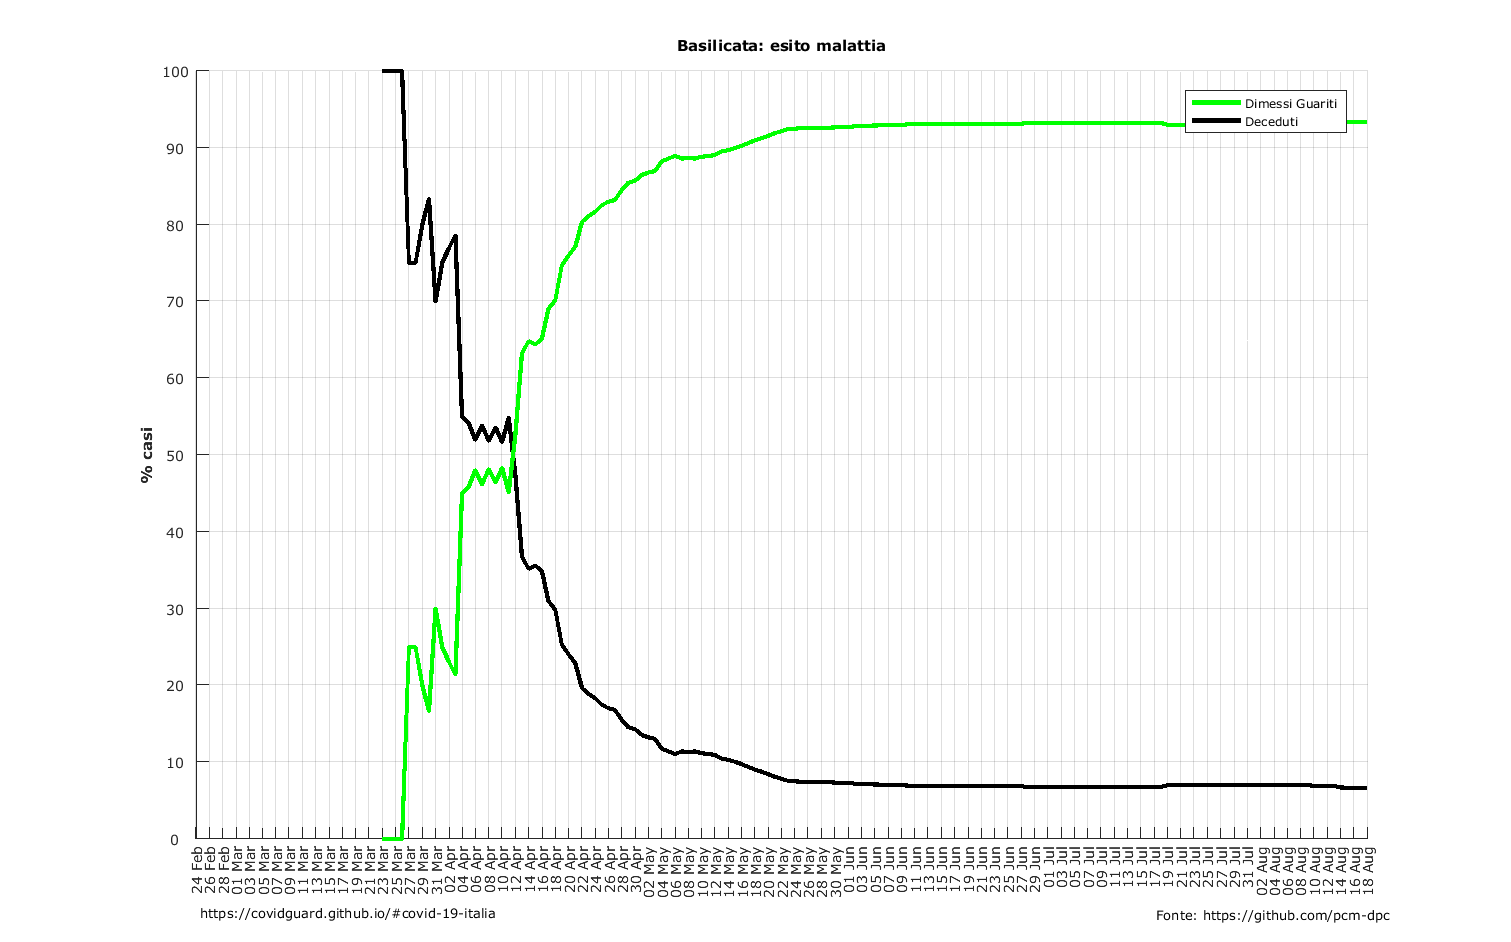 Basilicata: esito malattia
Dimessi Guariti
Deceduti
% casi
100
90
80
70
60
50
40
30
20
10
0
24 Feb
26 Feb
28 Feb
01 Mar
03 Mar
05 Mar
07 Mar
09 Mar
11 Mar
13 Mar
15 Mar
17 Mar
19 Mar
21 Mar
23 Mar
25 Mar
27 Mar
29 Mar
31 Mar
02 Apr
04 Apr
06 Apr
08 Apr
10 Apr
12 Apr
14 Apr
16 Apr
18 Apr
20 Apr
22 Apr
24 Apr
26 Apr
28 Apr
30 Apr
02 May
04 May
06 May
08 May
10 May
12 May
14 May
16 May
18 May
20 May
22 May
24 May
26 May
28 May
30 May
01 Jun
03 Jun
05 Jun
07 Jun
09 Jun
11 Jun
13 Jun
15 Jun
17 Jun
19 Jun
21 Jun
23 Jun
25 Jun
27 Jun
29 Jun
01 Jul
03 Jul
05 Jul
07 Jul
09 Jul
11 Jul
13 Jul
15 Jul
17 Jul
19 Jul
21 Jul
23 Jul
25 Jul
27 Jul
29 Jul
31 Jul
02 Aug
04 Aug
06 Aug
08 Aug
10 Aug
12 Aug
14 Aug
16 Aug
18 Aug
https://covidguard.github.io/#covid-19-italia
Fonte: https://github.com/pcm-dpc